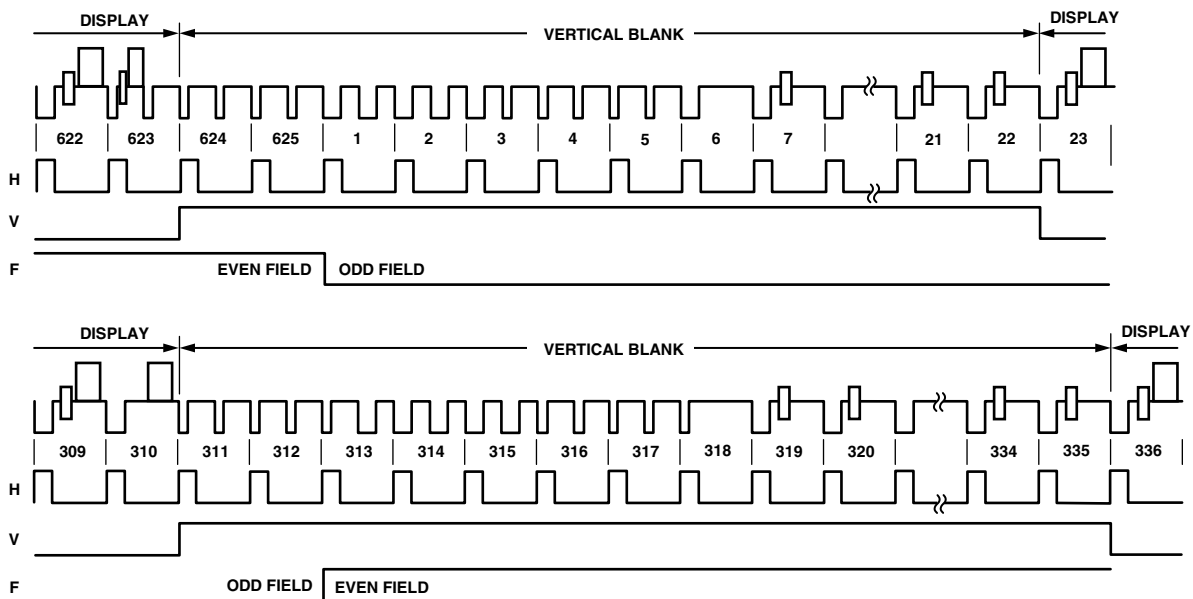 DISPLAY VERTICAL BLANK DISPLAY
622 623 624 625 1 2 3 4 5 6 7 21 22 23
H
V
F EVEN FIELD ODD FIELD
DISPLAY VERTICAL BLANK DISPLAY
309 310 311 312 313 314 315 316 317 318 319 320 334 335 336
H
V
F ODD FIELD EVEN FIELD